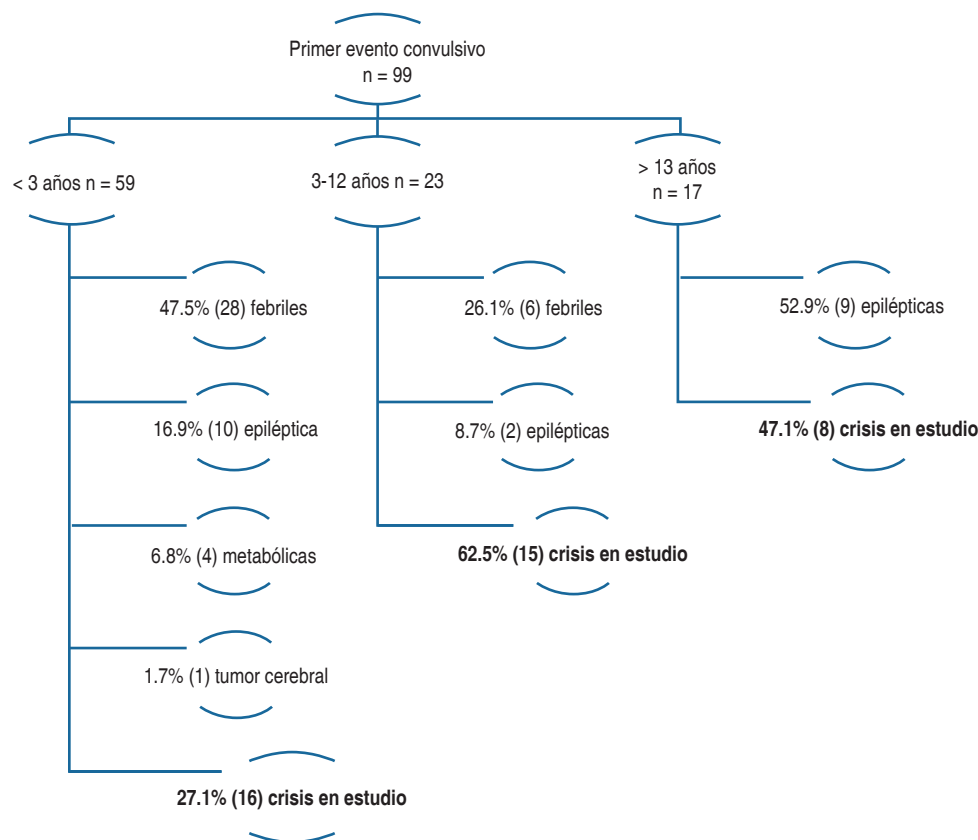 Primer evento convulsivo
n = 99
< 3 años n = 59
3-12 años n = 23
> 13 años
n = 17
47.5% (28) febriles
26.1% (6) febriles
52.9% (9) epilépticas
16.9% (10) epiléptica
8.7% (2) epilépticas
47.1% (8) crisis en estudio
6.8% (4) metabólicas
62.5% (15) crisis en estudio
1.7% (1) tumor cerebral
27.1% (16) crisis en estudio